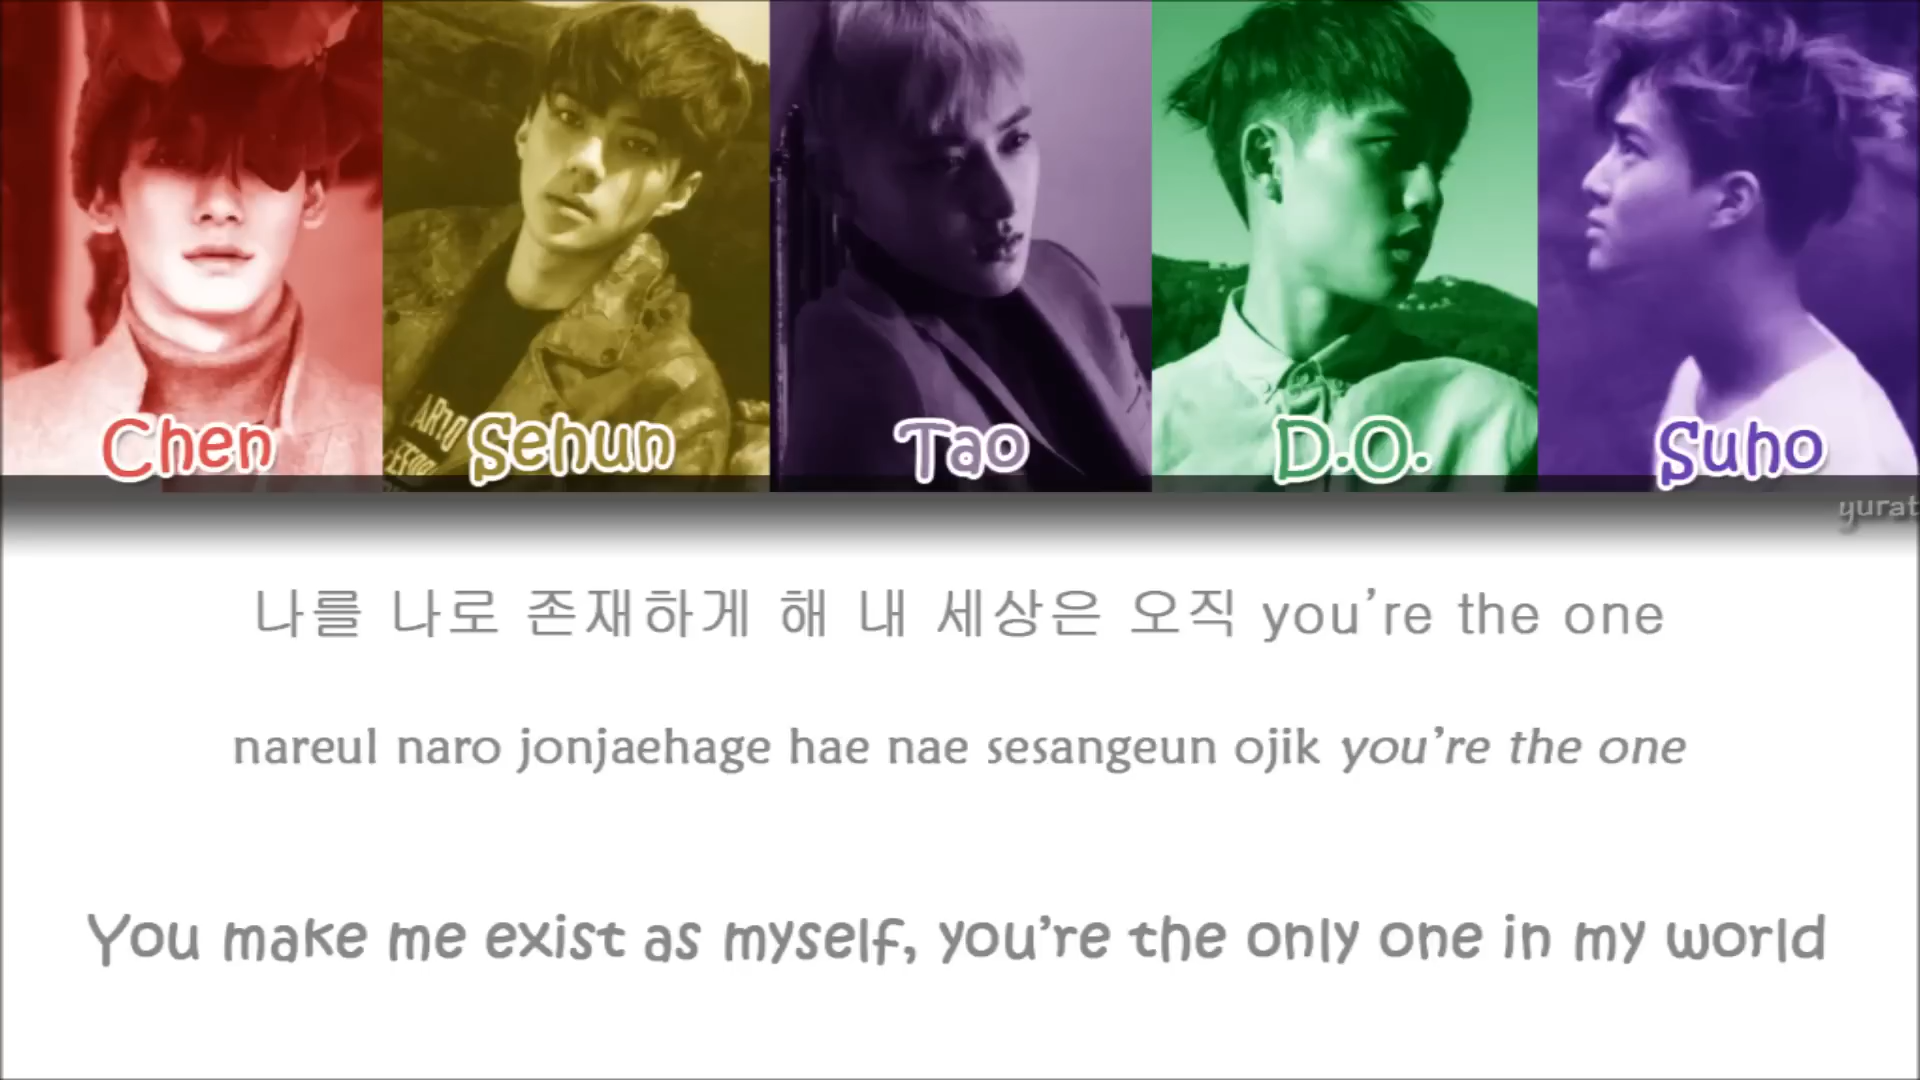 Chen Sehun Tao D.O. Suho
yurat
나를 나로 존재하게 해 내 세상은 오직 you're the one
nareul naro jonjaehage hae nae sesangeun ojik you're the one
You make me exist as myself, you're the only one in my world